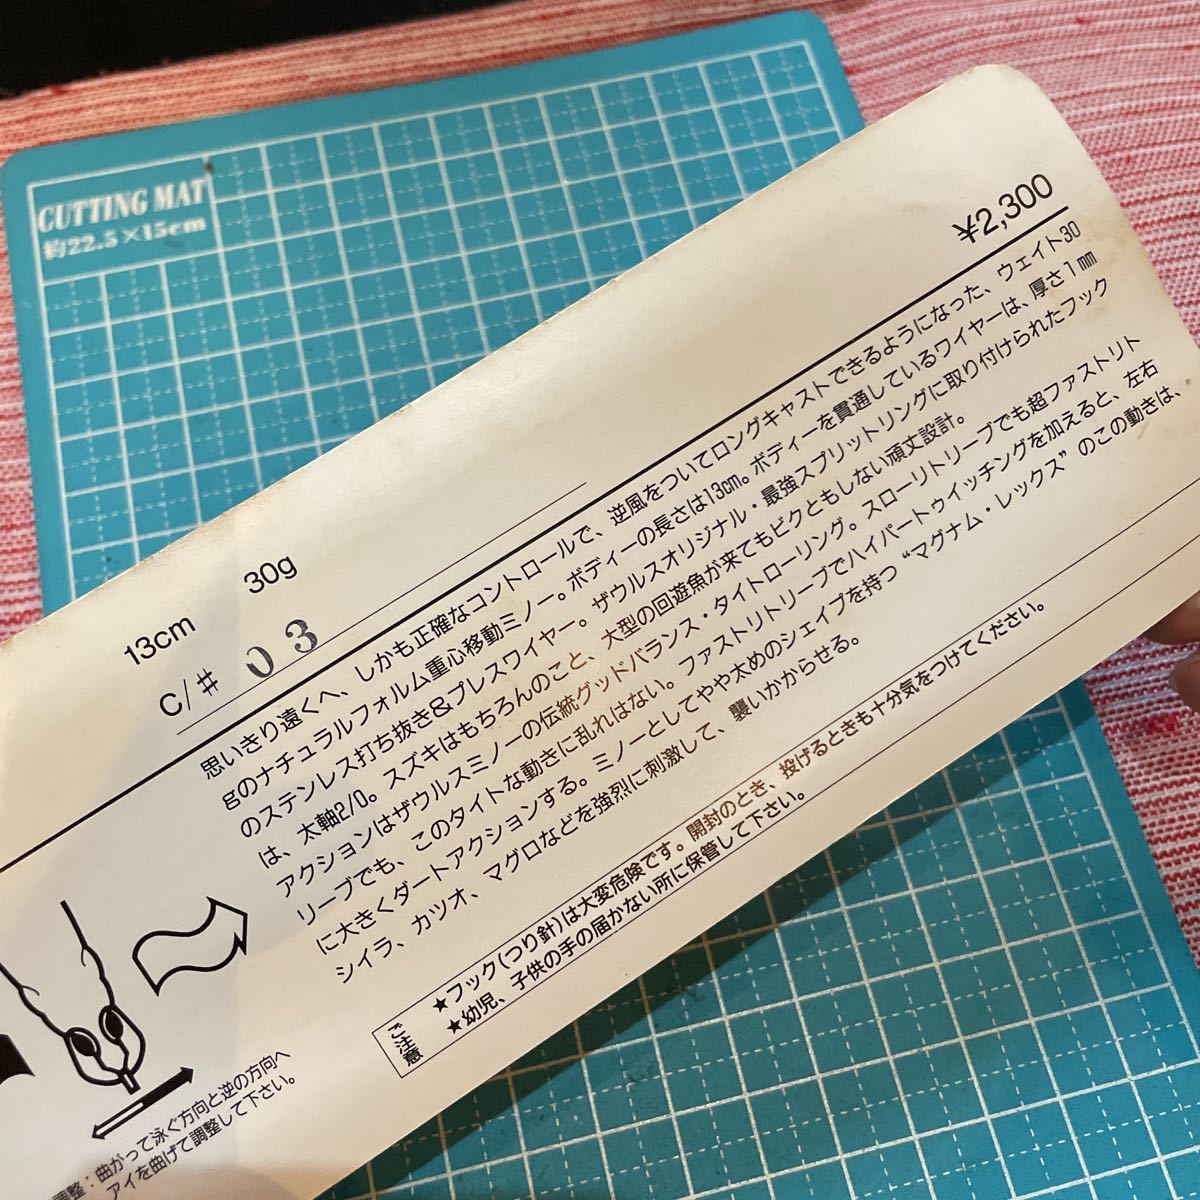 CUTTING MAT
約22.5×15cm
¥2,300
13cm 30g
C/# 03
思いきり遠くへ、しかも正確なコントロールで、逆風をついてロングキャストできるようになった、ウェイト30
gのナチュラルフォルム重心移動ミノー。ボディーの長さは13cm。ボディーを貫通しているワイヤーは、厚さ1mm
のステンレス打ち抜き&プレスワイヤー。ザウルスオリジナル・最強スプリットリングに取り付けられたフック
は、太軸2/0。スズキはもちろんのこと、大型の回遊魚が来てもビクともしない頑丈設計。
アクションはザウルスミノーの伝統グッドバランス・タイトローリング。スローリトリーブでも超ファストリト
リーブでも、このタイトな動きに乱れはない。ファストリトリーブでハイパートゥイッチングを加えると、左右
に大きくダートアクションする。ミノーとしてやや太めのシェイプを持つ“マグナム・レックス”のこの動きは、
シイラ、カツオ、マグロなどを強烈に刺激して、襲いかからせる。
ご注意
★フック(つり針)は大変危険です。開封のとき、投げるときも十分気をつけてください。
★幼児、子供の手の届かない所に保管して下さい。
調整：曲がって泳ぐ方向と逆の方向へ
アイを曲げて調整して下さい。